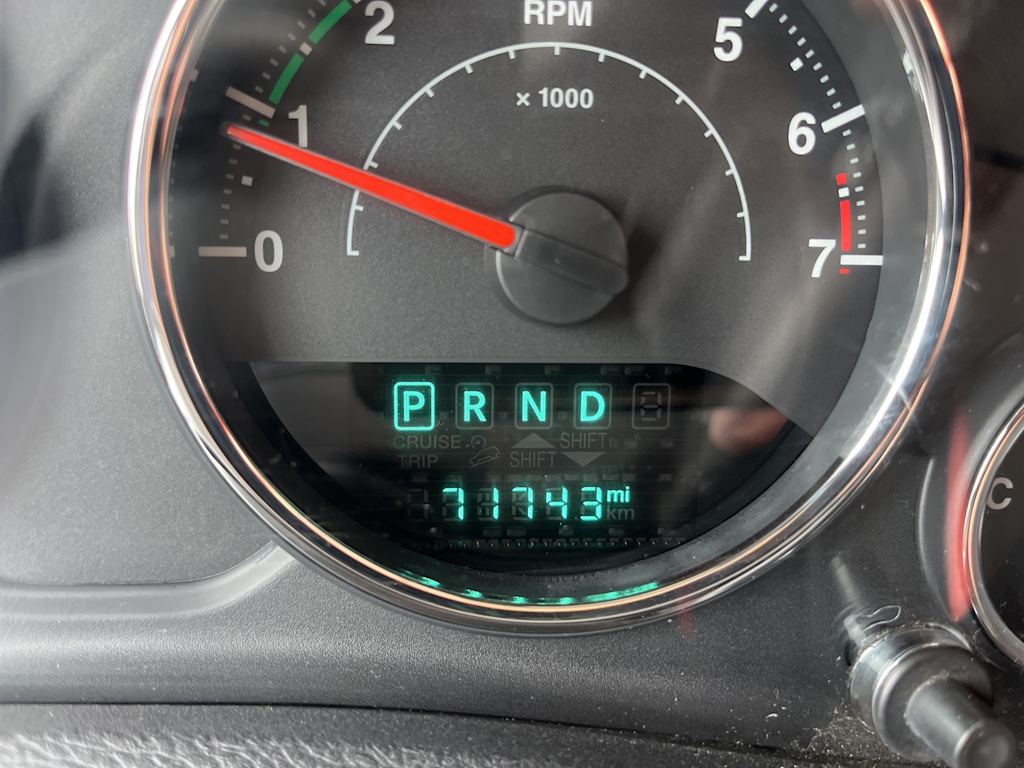 RPM
× 1000
0
1
2
5
6
7
P R N D
CRUISE SHIFT
TRIP SHIFT
71743 mi
km
C